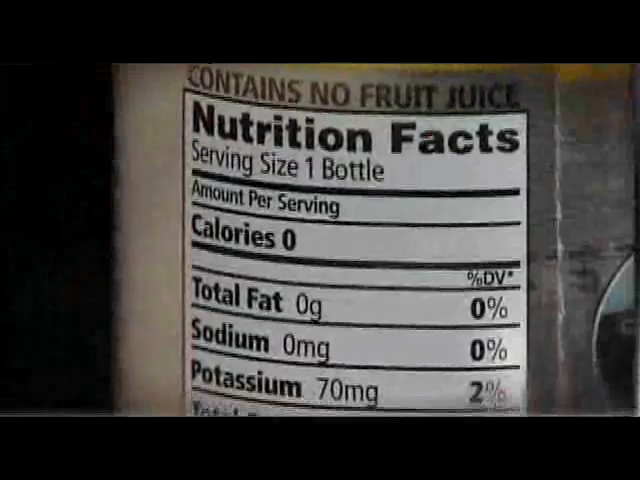 CONTAINS NO FRUIT JUICE
Nutrition Facts
Serving Size 1 Bottle
Amount Per Serving
Calories 0
%DV*
Total Fat 0g 0%
Sodium 0mg 0%
Potassium 70mg 2%
Total